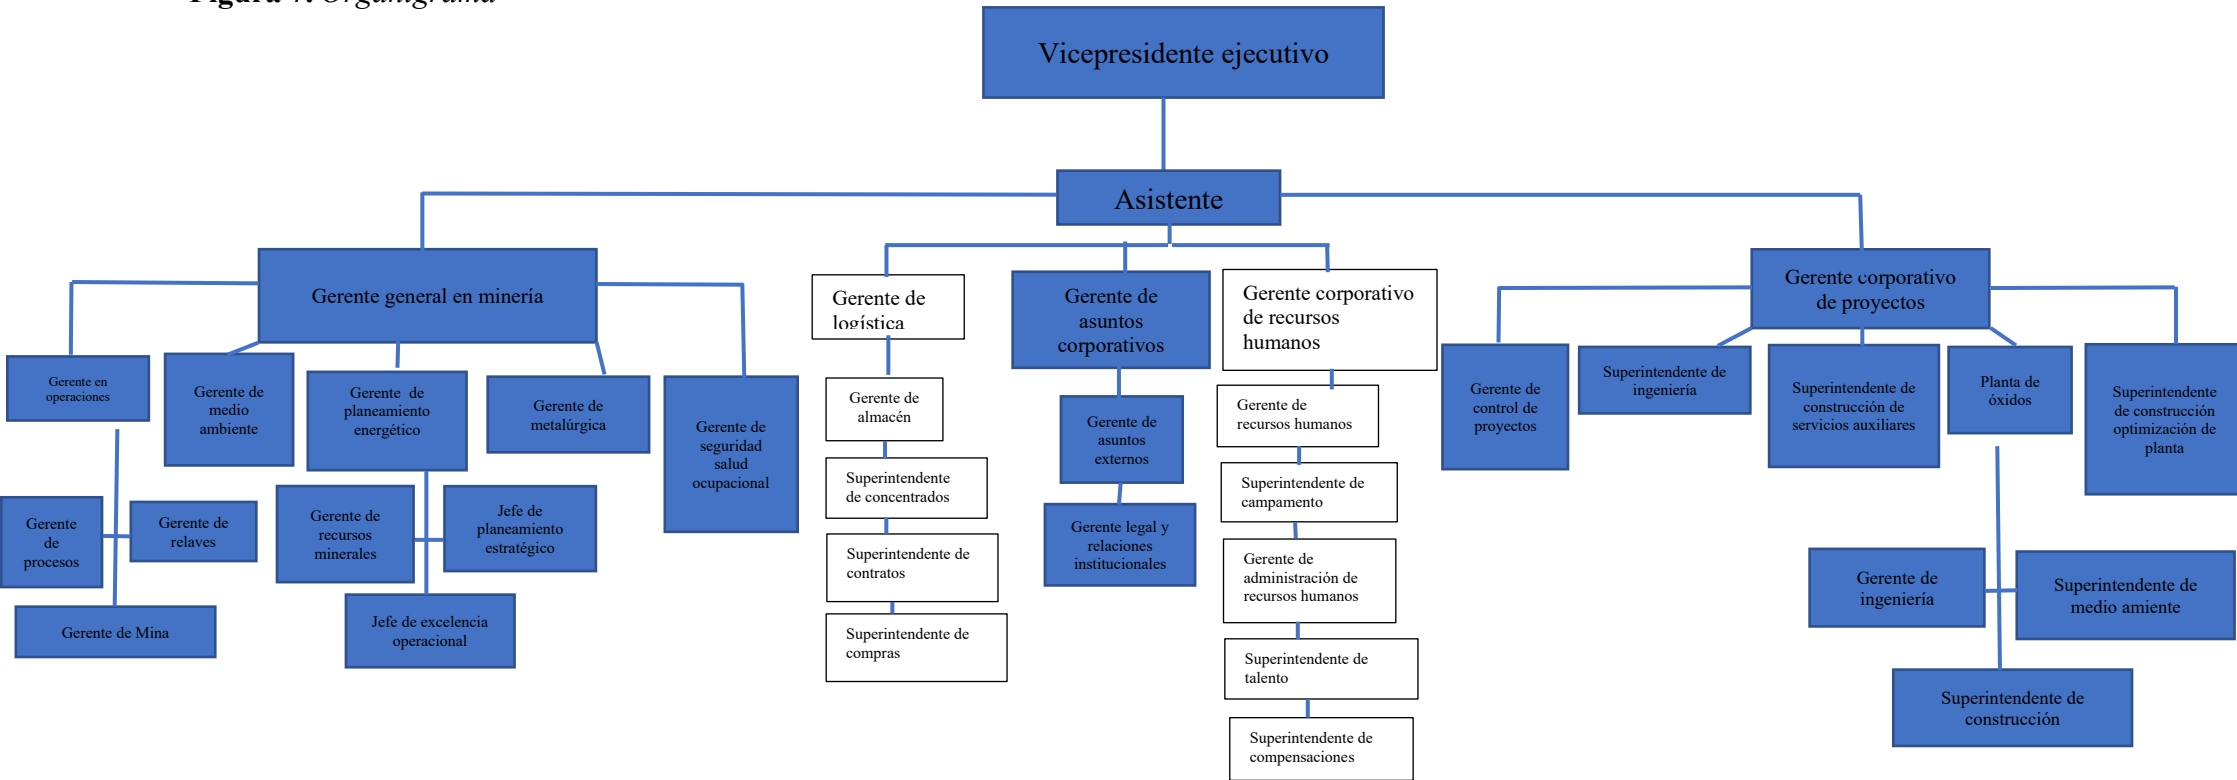 Organigrama
Vicepresidente ejecutivo
Asistente
Gerente general en minería
Gerente de
logística
Gerente de
asuntos
corporativos
Gerente corporativo
de recursos
humanos
Gerente corporativo
de proyectos
Gerente en
operaciones
Gerente de
medio
ambiente
Gerente de
planeamiento
energético
Gerente de
metalúrgica
Gerente de
seguridad
salud
ocupacional
Gerente
de
procesos
Gerente de
relaves
Gerente de Mina
Gerente de
recursos
minerales
Jefe de
planeamiento
estratégico
Jefe de excelencia
operacional
Gerente de
almacén
Superintendente
de concentrados
Superintendente de
contratos
Superintendente de
compras
Gerente de
asuntos
externos
Gerente legal y
relaciones
institucionales
Gerente de
recursos humanos
Superintendente de
campamento
Gerente de
administración de
recursos humanos
Superintendente de
talento
Superintendente de
compensaciones
Gerente de
control de
proyectos
Superintendente de
ingeniería
Superintendente de
construcción de
servicios auxiliares
Planta de
óxidos
Superintendente
de construcción
optimización de
planta
Gerente de
ingeniería
Superintendente de
medio amiente
Superintendente de
construcción